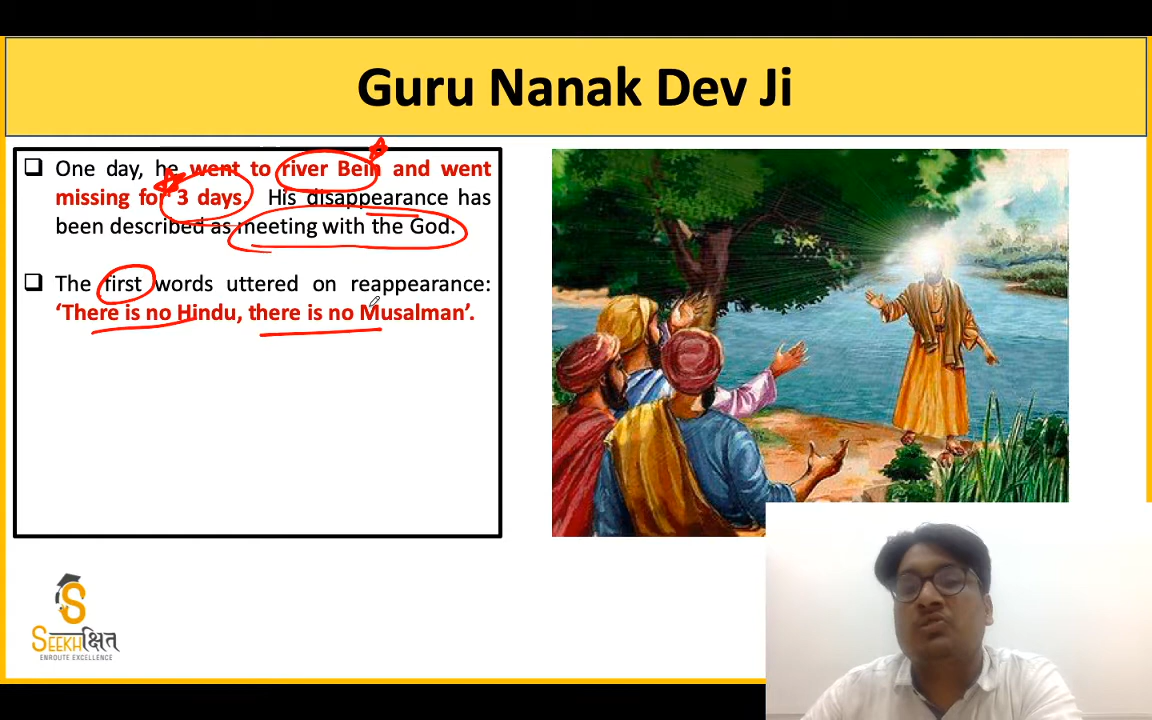 Guru Nanak Dev Ji
One day, he went to river Bein and went
missing for 3 days. His disappearance has
been described as meeting with the God.
The first words uttered on reappearance:
‘There is no Hindu, there is no Musalman’.
S
SEEKHक्षित
ENROUTE EXCELLENCE